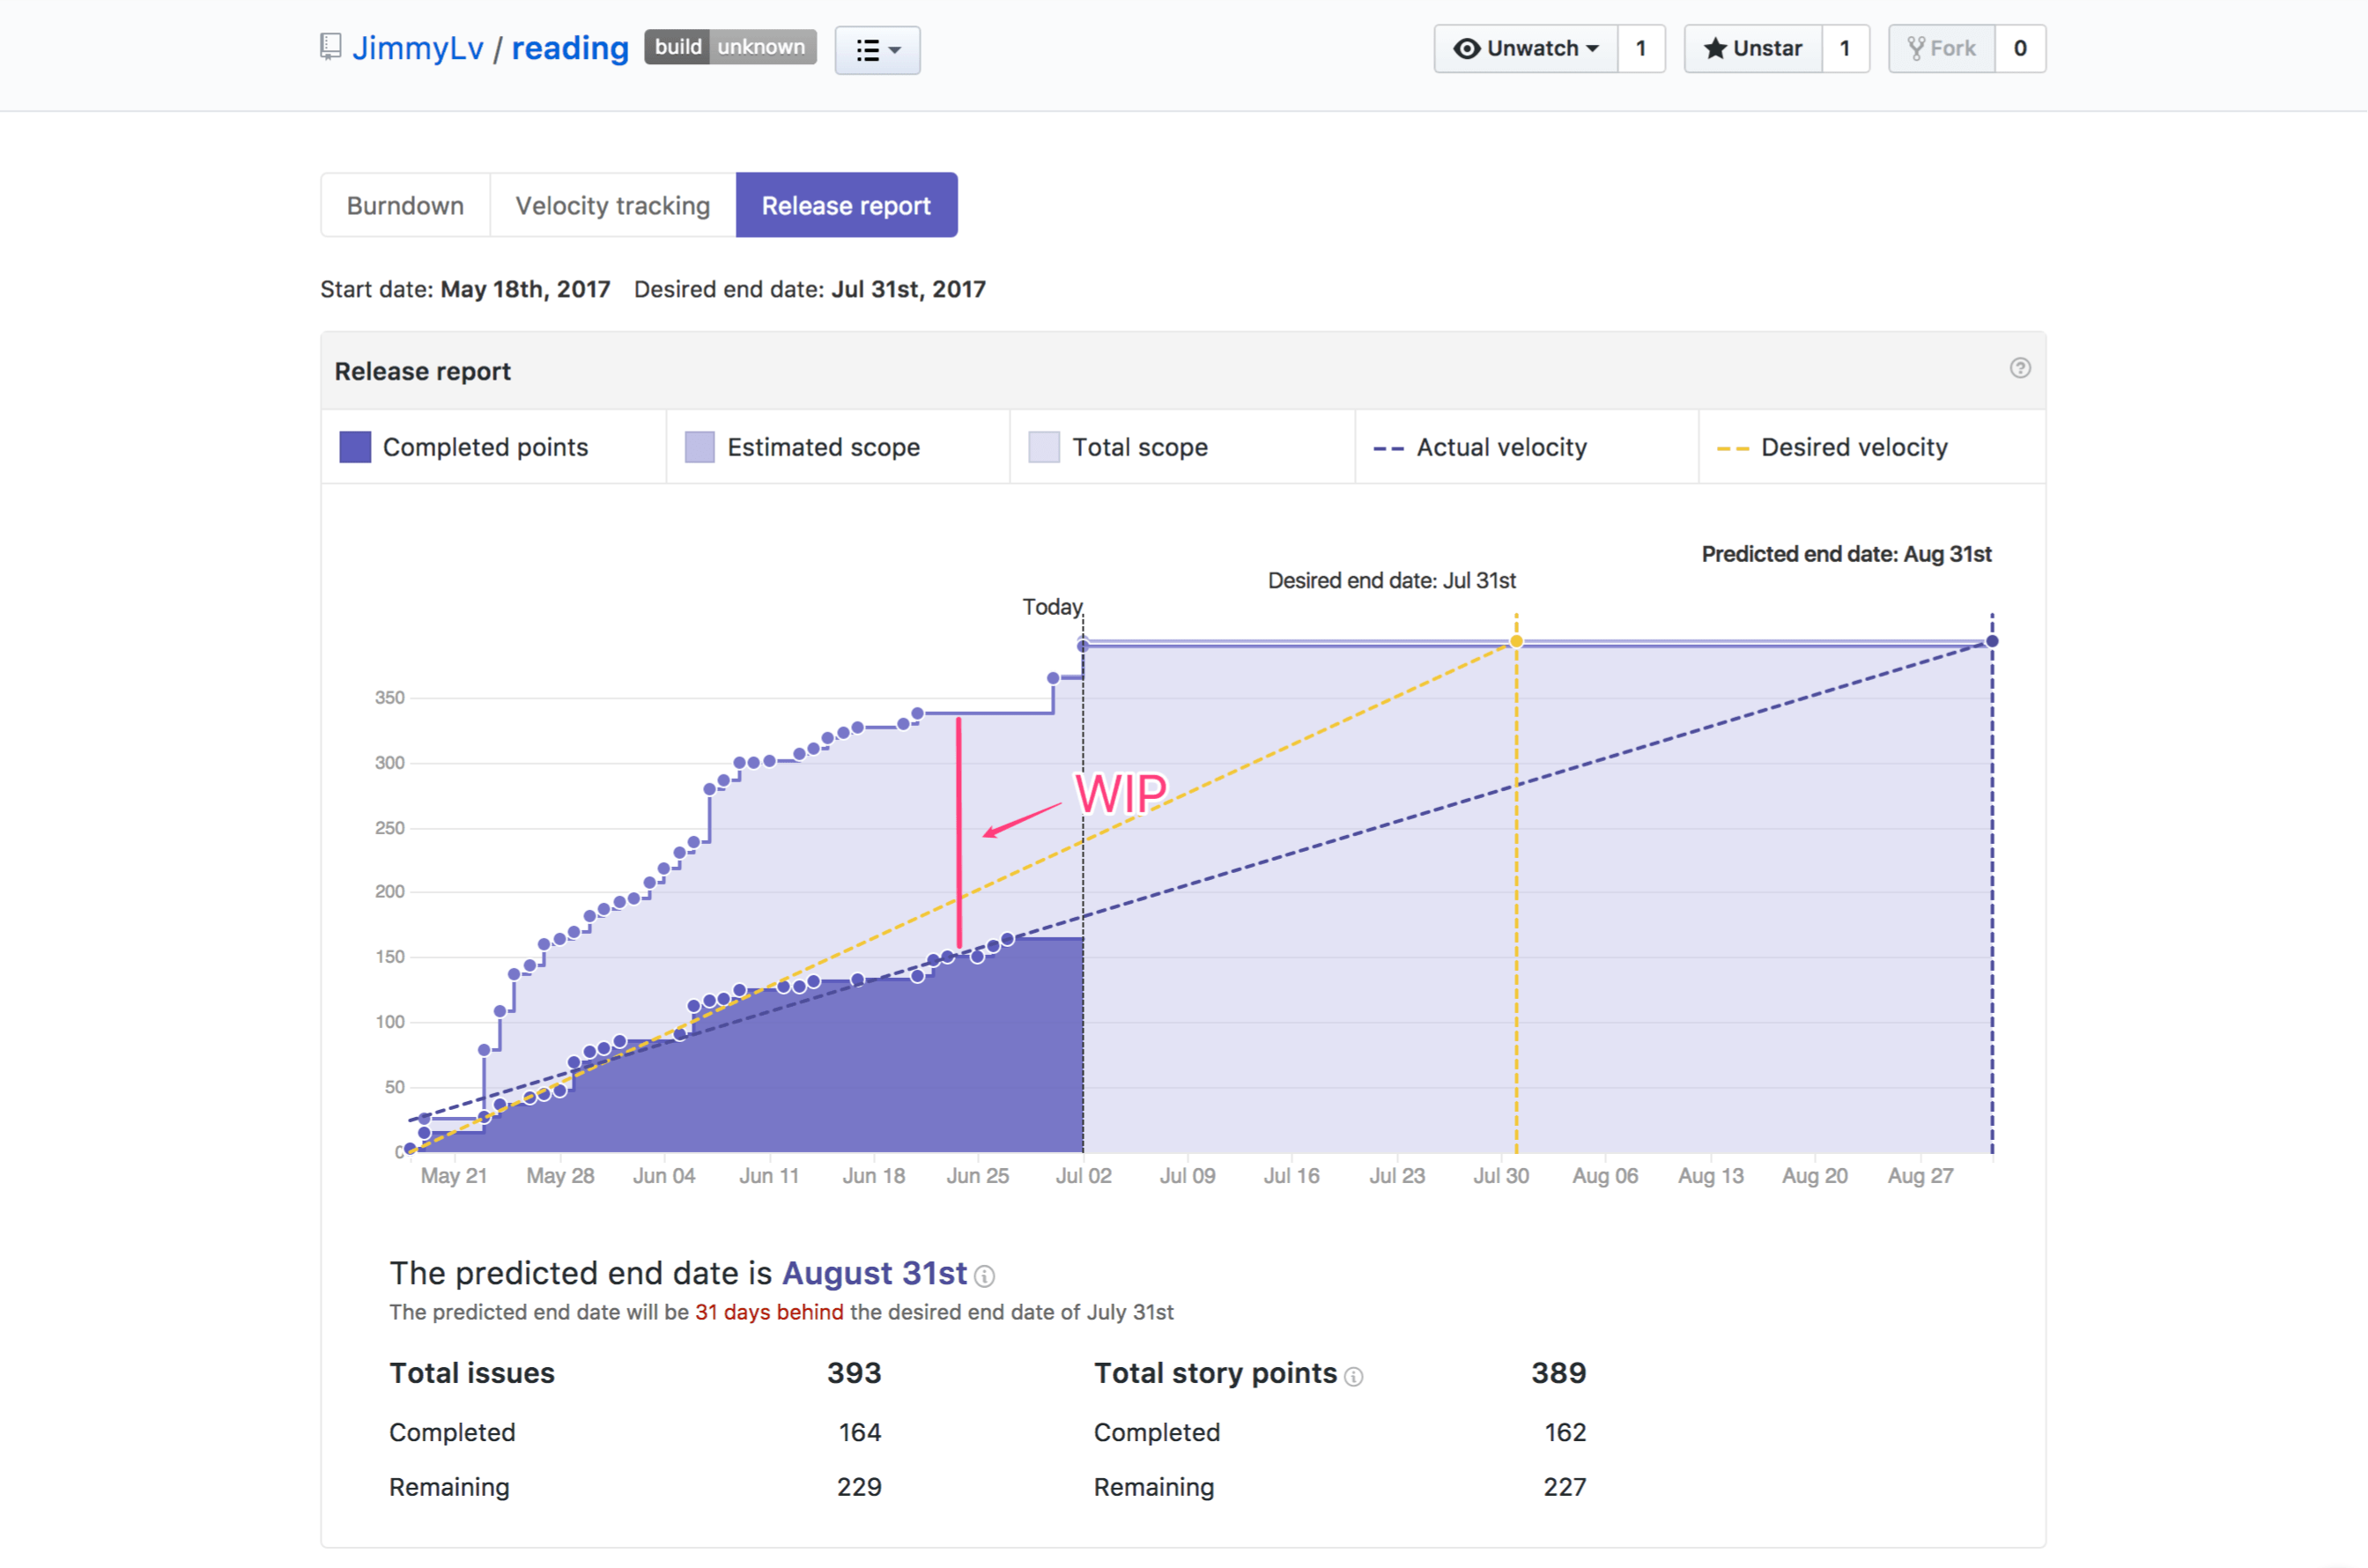 JimmyLv / reading build unknown Unwatch 1 Unstar 1 Fork 0
Burndown Velocity tracking Release report
Start date: May 18th, 2017 Desired end date: Jul 31st, 2017
Release report
Completed points Estimated scope Total scope Actual velocity Desired velocity
Predicted end date: Aug 31st
Desired end date: Jul 31st
Today
350
300
WIP
250
200
150
100
50
0
May 21 May 28 Jun 04 Jun 11 Jun 18 Jun 25 Jul 02 Jul 09 Jul 16 Jul 23 Jul 30 Aug 06 Aug 13 Aug 20 Aug 27
The predicted end date is August 31st
The predicted end date will be 31 days behind the desired end date of July 31st
Total issues 393 Total story points 389
Completed 164 Completed 162
Remaining 229 Remaining 227